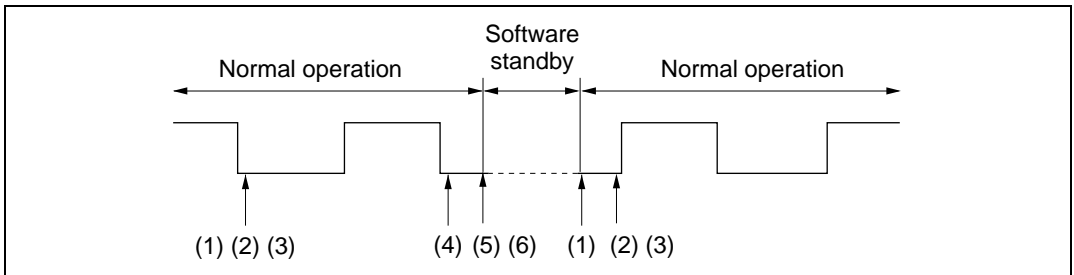 Software
standby
Normal operation
Normal operation
(1) (2) (3)
(4) (5) (6)
(1) (2) (3)